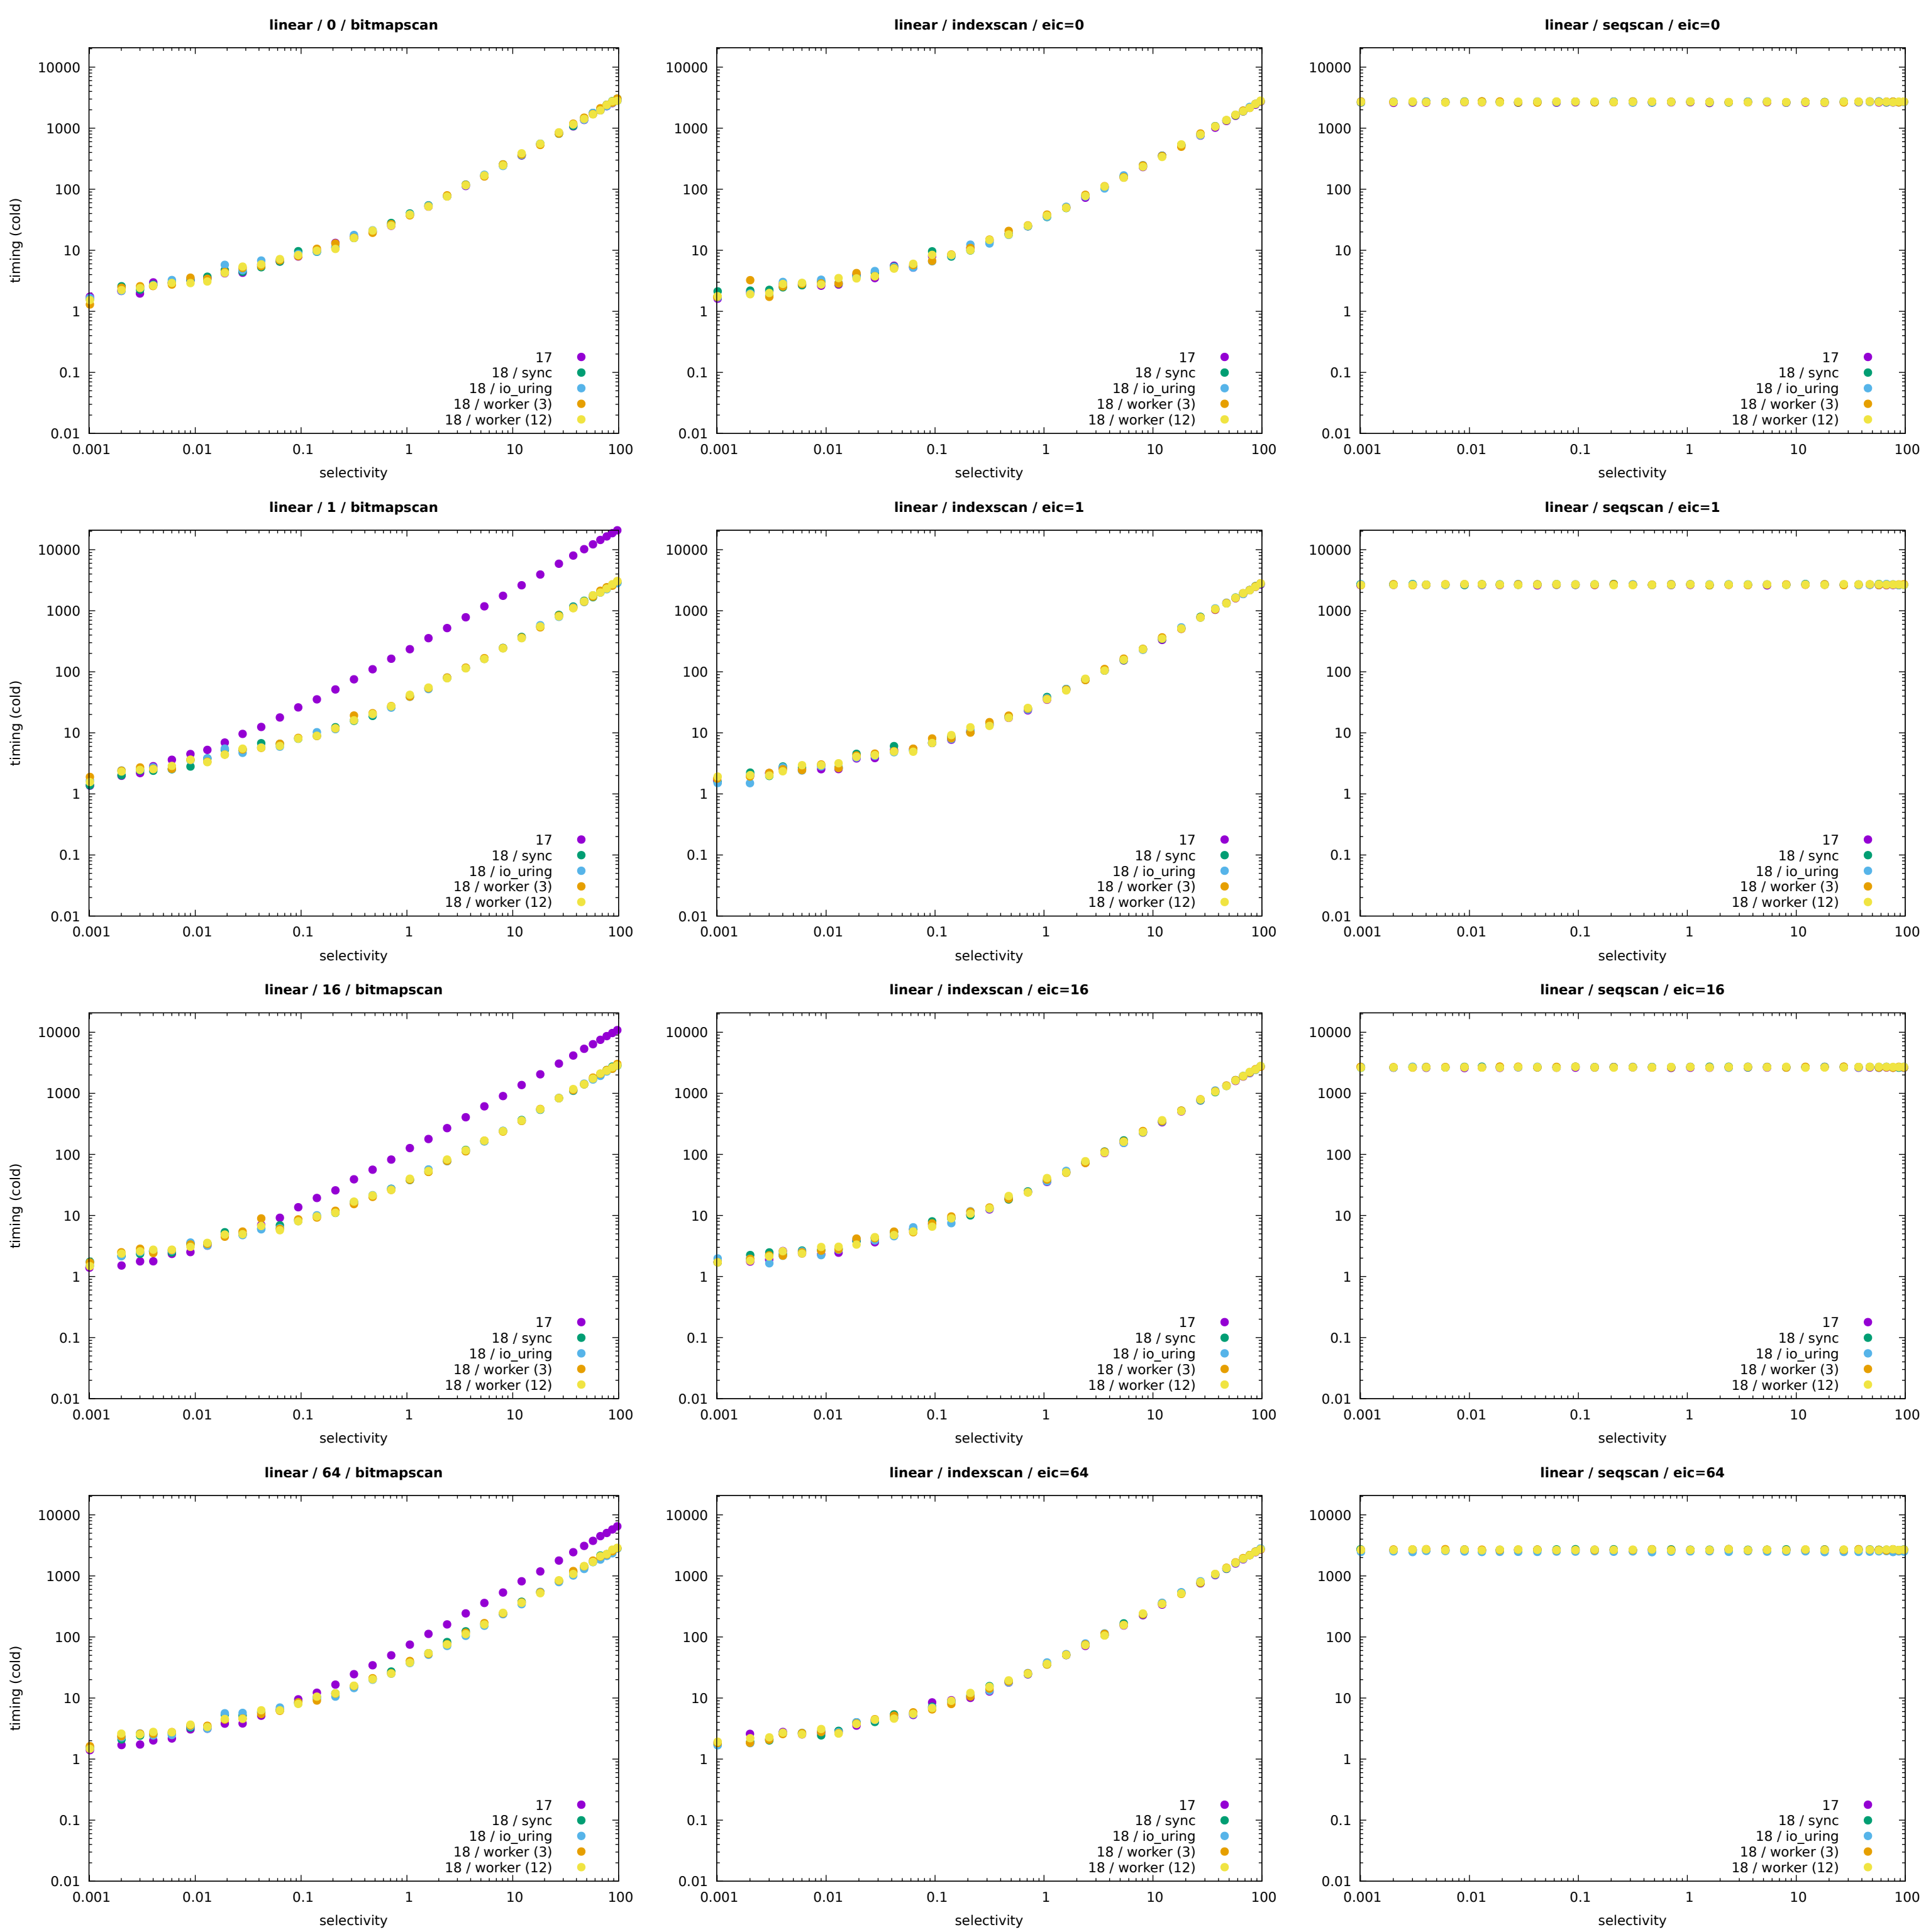 linear / 0 / bitmapscan
timing (cold)
10000
1000
100
10
1
0.1
0.01
17
18 / sync
18 / io_uring
18 / worker (3)
18 / worker (12)
0.001 0.01 0.1 1 10 100
selectivity
linear / indexscan / eic=0
10000
1000
100
10
1
0.1
0.01
17
18 / sync
18 / io_uring
18 / worker (3)
18 / worker (12)
0.001 0.01 0.1 1 10 100
selectivity
linear / seqscan / eic=0
10000
1000
100
10
1
0.1
0.01
17
18 / sync
18 / io_uring
18 / worker (3)
18 / worker (12)
0.001 0.01 0.1 1 10 100
selectivity
linear / 1 / bitmapscan
timing (cold)
10000
1000
100
10
1
0.1
0.01
17
18 / sync
18 / io_uring
18 / worker (3)
18 / worker (12)
0.001 0.01 0.1 1 10 100
selectivity
linear / indexscan / eic=1
10000
1000
100
10
1
0.1
0.01
17
18 / sync
18 / io_uring
18 / worker (3)
18 / worker (12)
0.001 0.01 0.1 1 10 100
selectivity
linear / seqscan / eic=1
10000
1000
100
10
1
0.1
0.01
17
18 / sync
18 / io_uring
18 / worker (3)
18 / worker (12)
0.001 0.01 0.1 1 10 100
selectivity
linear / 16 / bitmapscan
timing (cold)
10000
1000
100
10
1
0.1
0.01
17
18 / sync
18 / io_uring
18 / worker (3)
18 / worker (12)
0.001 0.01 0.1 1 10 100
selectivity
linear / indexscan / eic=16
10000
1000
100
10
1
0.1
0.01
17
18 / sync
18 / io_uring
18 / worker (3)
18 / worker (12)
0.001 0.01 0.1 1 10 100
selectivity
linear / seqscan / eic=16
10000
1000
100
10
1
0.1
0.01
17
18 / sync
18 / io_uring
18 / worker (3)
18 / worker (12)
0.001 0.01 0.1 1 10 100
selectivity
linear / 64 / bitmapscan
timing (cold)
10000
1000
100
10
1
0.1
0.01
17
18 / sync
18 / io_uring
18 / worker (3)
18 / worker (12)
0.001 0.01 0.1 1 10 100
selectivity
linear / indexscan / eic=64
10000
1000
100
10
1
0.1
0.01
17
18 / sync
18 / io_uring
18 / worker (3)
18 / worker (12)
0.001 0.01 0.1 1 10 100
selectivity
linear / seqscan / eic=64
10000
1000
100
10
1
0.1
0.01
17
18 / sync
18 / io_uring
18 / worker (3)
18 / worker (12)
0.001 0.01 0.1 1 10 100
selectivity